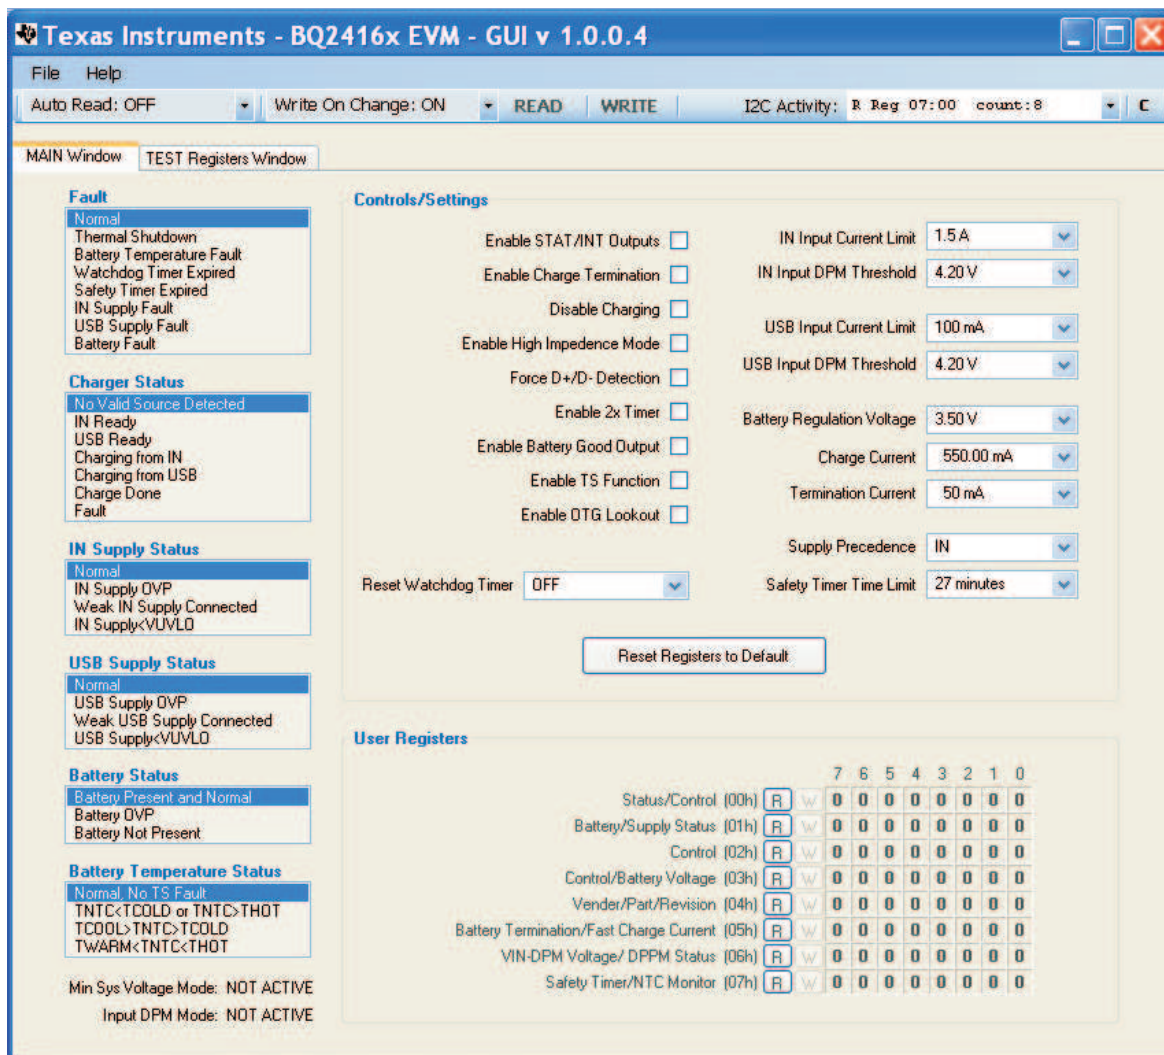 Texas Instruments - BQ2416x EVM - GUI v 1.0.0.4
File Help
Auto Read: OFF Write On Change: ON READ WRITE I2C Activity: R Reg 07:00 count:8 C
MAIN Window TEST Registers Window
Fault
Normal
Thermal Shutdown
Battery Temperature Fault
Watchdog Timer Expired
Safety Timer Expired
IN Supply Fault
USB Supply Fault
Battery Fault
Charger Status
No Valid Source Detected
IN Ready
USB Ready
Charging from IN
Charging from USB
Charge Done
Fault
IN Supply Status
Normal
IN Supply OVP
Weak IN Supply Connected
IN Supply<VUVLO
USB Supply Status
Normal
USB Supply OVP
Weak USB Supply Connected
USB Supply<VUVLO
Battery Status
Battery Present and Normal
Battery OVP
Battery Not Present
Battery Temperature Status
Normal, No TS Fault
TNTC<TCOLD or TNTC>THOT
TCOOL>TNTC>TCOLD
TWARM<TNTC<THOT
Min Sys Voltage Mode: NOT ACTIVE
Input DPM Mode: NOT ACTIVE
Controls/Settings
Enable STAT/INT Outputs
Enable Charge Termination
Disable Charging
Enable High Impedence Mode
Force D+/D- Detection
Enable 2x Timer
Enable Battery Good Output
Enable TS Function
Enable OTG Lookout
Reset Watchdog Timer OFF
IN Input Current Limit 1.5 A
IN Input DPM Threshold 4.20 V
USB Input Current Limit 100 mA
USB Input DPM Threshold 4.20 V
Battery Regulation Voltage 3.50 V
Charge Current 550.00 mA
Termination Current 50 mA
Supply Precedence IN
Safety Timer Time Limit 27 minutes
Reset Registers to Default
User Registers
7 6 5 4 3 2 1 0
Status/Control (00h) R W 0 0 0 0 0 0 0 0
Battery/Supply Status (01h) R W 0 0 0 0 0 0 0 0
Control (02h) R W 0 0 0 0 0 0 0 0
Control/Battery Voltage (03h) R W 0 0 0 0 0 0 0 0
Vender/Part/Revision (04h) R W 0 0 0 0 0 0 0 0
Battery Termination/Fast Charge Current (05h) R W 0 0 0 0 0 0 0 0
VIN-DPM Voltage/ DPPM Status (06h) R W 0 0 0 0 0 0 0 0
Safety Timer/NTC Monitor (07h) R W 0 0 0 0 0 0 0 0